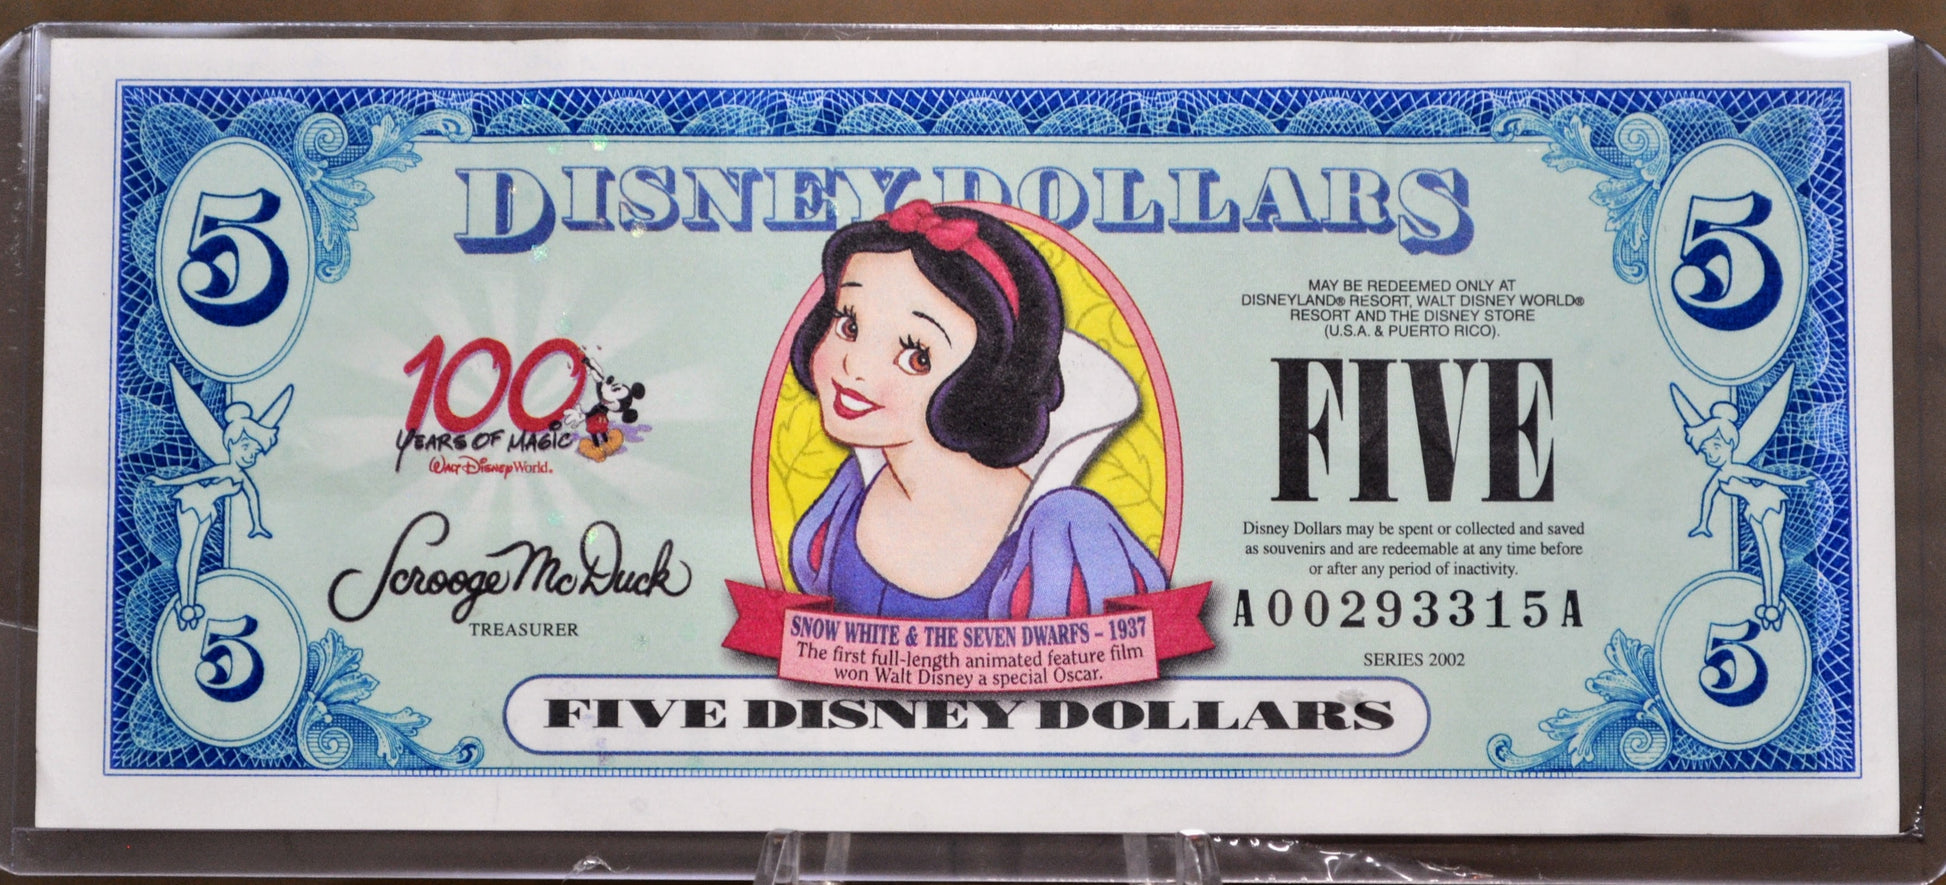 5
5
DISNEY DOLLARS
MAY BE REDEEMED ONLY AT
DISNEYLAND® RESORT, WALT DISNEY WORLD®
RESORT AND THE DISNEY STORE
(U.S.A. & PUERTO RICO).
100
YEARS OF MAGIC
WALT DISNEY World.
FIVE
Disney Dollars may be spent or collected and saved
as souvenirs and are redeemable at any time before
or after any period of inactivity.
Scrooge McDuck
TREASURER
A00293315A
SERIES 2002
SNOW WHITE & THE SEVEN DWARFS – 1937
The first full-length animated feature film
won Walt Disney a special Oscar.
5
5
FIVE DISNEY DOLLARS